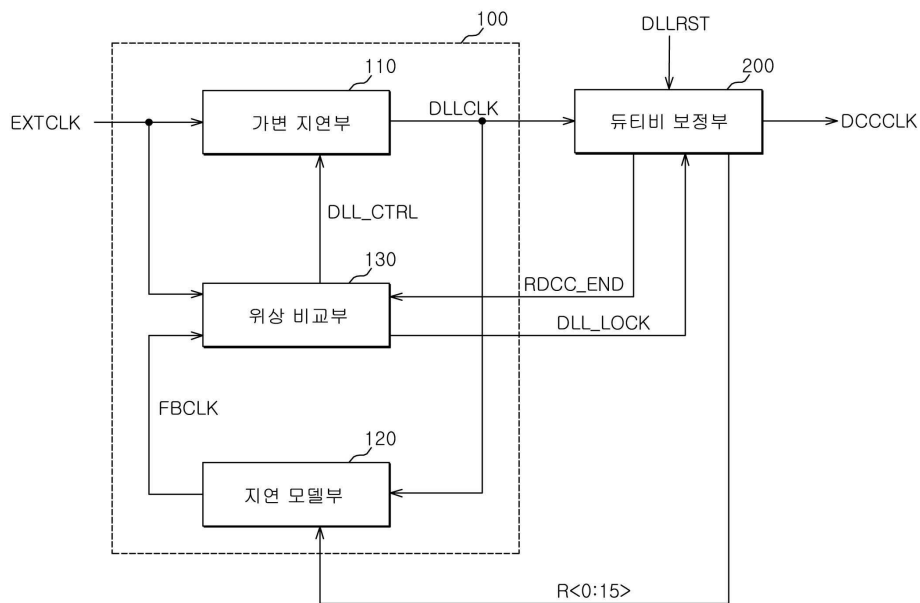 100
DLLRST
110
200
EXTCLK
가변 지연부
DLLCLK
듀티비 보정부
DCCCLK
DLL_CTRL
130
RDCC_END
위상 비교부
DLL_LOCK
FBCLK
120
지연 모델부
R<0:15>